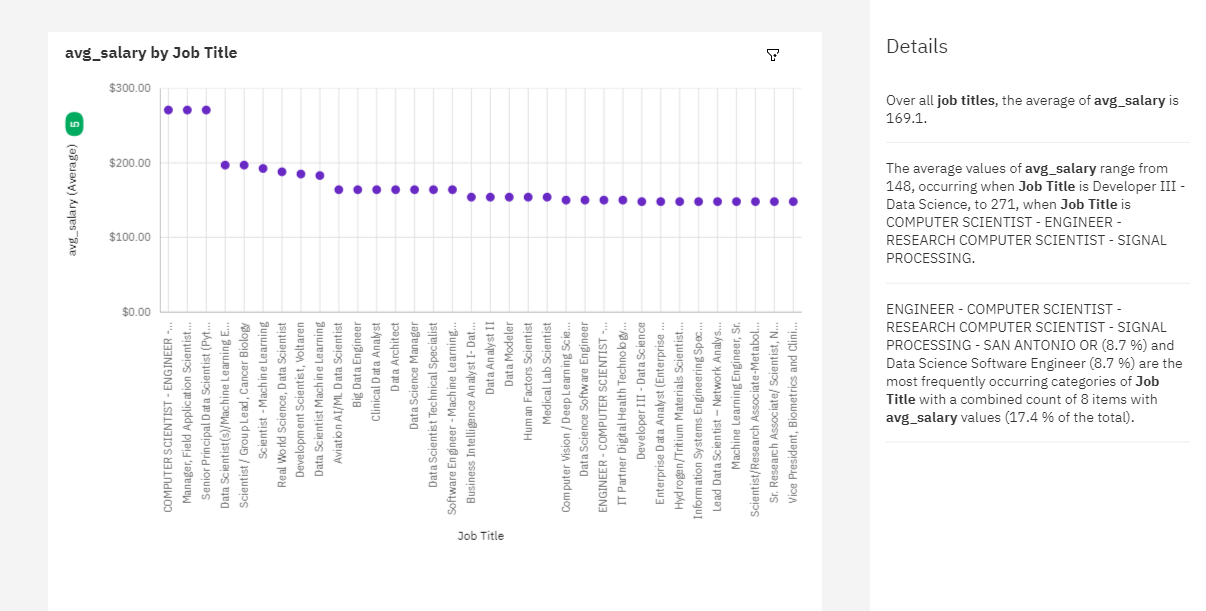 avg_salary by Job Title
$300.00
$200.00
$100.00
$0.00
avg_salary (Average)
5
COMPUTER SCIENTIST - ENGINEER -...
Manager, Field Application Scientist...
Senior Principal Data Scientist (Pyt...
Data Scientist(s)/Machine Learning E...
Scientist / Group Lead, Cancer Biology
Scientist - Machine Learning
Real World Science, Data Scientist
Development Scientist, Voltaren
Data Scientist Machine Learning
Aviation AI/ML Data Scientist
Big Data Engineer
Clinical Data Analyst
Data Architect
Data Science Manager
Data Scientist Technical Specialist
Software Engineer - Machine Learning...
Business Intelligence Analyst I- Dat...
Data Analyst II
Data Modeler
Human Factors Scientist
Medical Lab Scientist
Computer Vision / Deep Learning Scie...
Data Science Software Engineer
ENGINEER - COMPUTER SCIENTIST -...
IT Partner Digital Health Technology...
Developer III - Data Science
Enterprise Data Analyst (Enterprise ...
Hydrogen/Tritium Materials Scientist...
Information Systems Engineering Spec...
Lead Data Scientist – Network Analys...
Machine Learning Engineer, Sr.
Scientist/Research Associate-Metabol...
Sr. Research Associate/ Scientist, N...
Vice President, Biometrics and Clini...
Job Title
Details
Over all job titles, the average of avg_salary is
169.1.
The average values of avg_salary range from
148, occurring when Job Title is Developer III -
Data Science, to 271, when Job Title is
COMPUTER SCIENTIST - ENGINEER -
RESEARCH COMPUTER SCIENTIST - SIGNAL
PROCESSING.
ENGINEER - COMPUTER SCIENTIST -
RESEARCH COMPUTER SCIENTIST - SIGNAL
PROCESSING - SAN ANTONIO OR (8.7 %) and
Data Science Software Engineer (8.7 %) are the
most frequently occurring categories of Job
Title with a combined count of 8 items with
avg_salary values (17.4 % of the total).